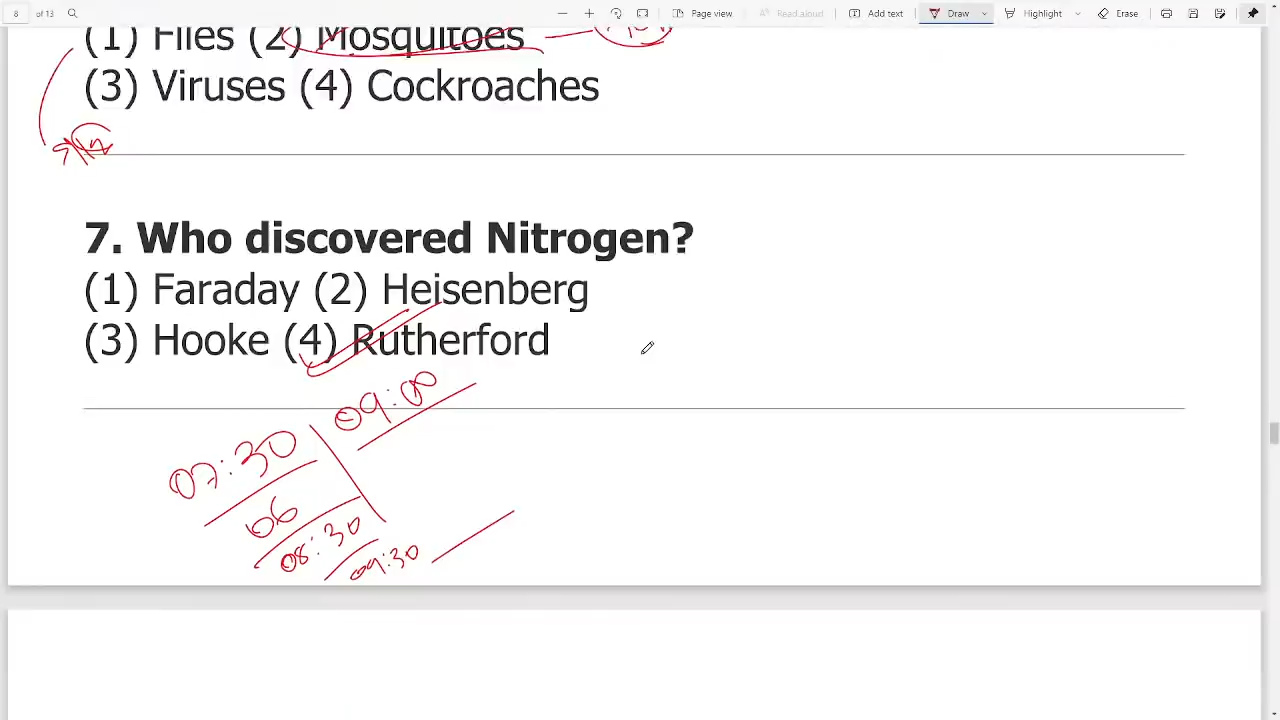 8 of 13 Page view Read aloud Add text Draw Highlight Erase
(1) Files (2) Mosquitoes
(3) Viruses (4) Cockroaches
7. Who discovered Nitrogen?
(1) Faraday (2) Heisenberg
(3) Hooke (4) Rutherford
09:00
07:30
06
08:30
09:30